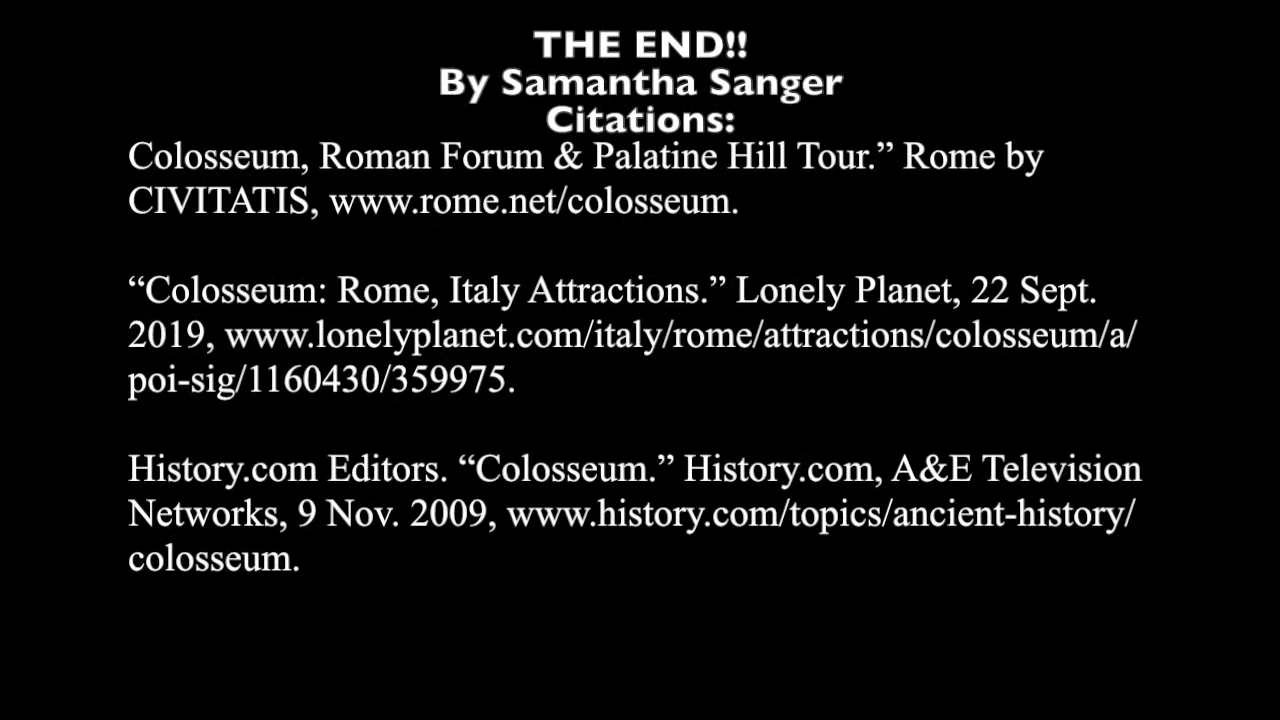 THE END!!
By Samantha Sanger
Citations:
Colosseum, Roman Forum & Palatine Hill Tour.” Rome by
CIVITATIS, www.rome.net/colosseum.
“Colosseum: Rome, Italy Attractions.” Lonely Planet, 22 Sept.
2019, www.lonelyplanet.com/italy/rome/attractions/colosseum/a/
poi-sig/1160430/359975.
History.com Editors. “Colosseum.” History.com, A&E Television
Networks, 9 Nov. 2009, www.history.com/topics/ancient-history/
colosseum.